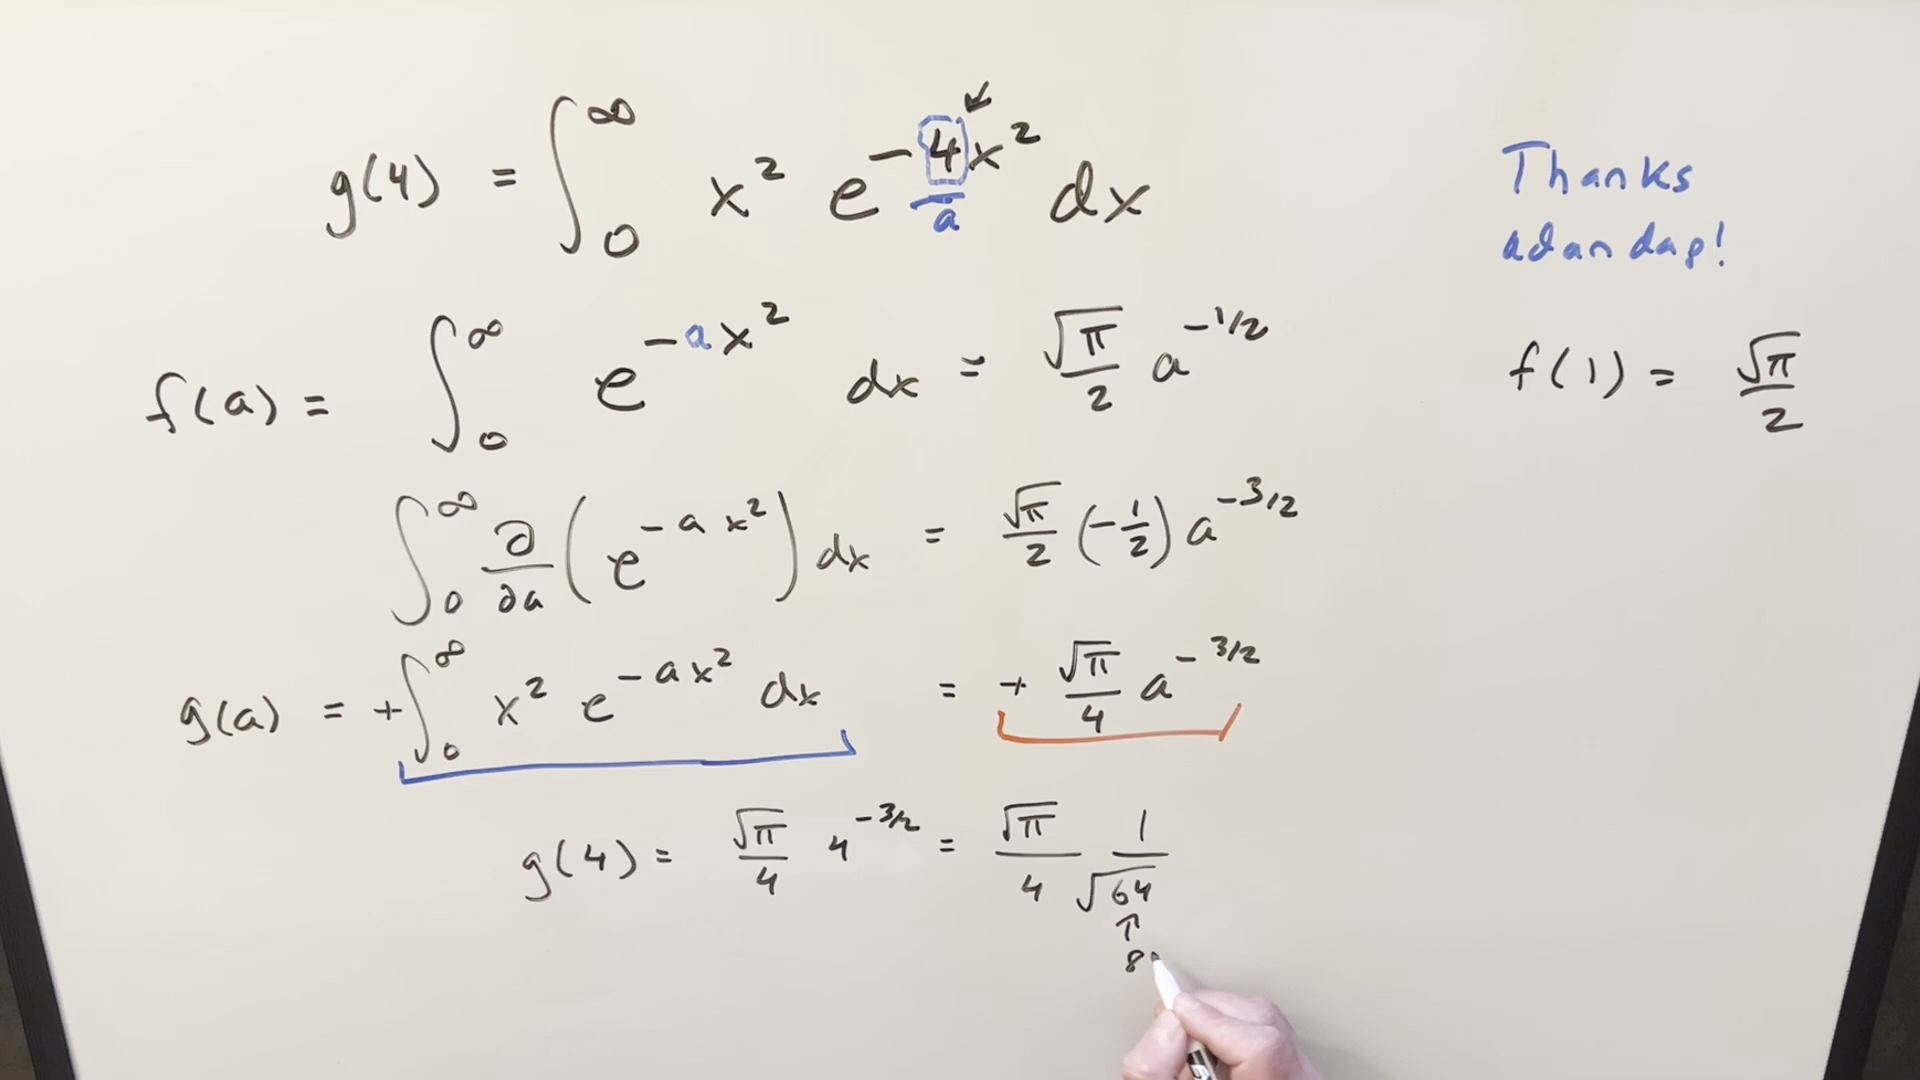 g(4) = ∫₀^∞ x² e^(-4x²) dx
a
Thanks
adandap!
f(a) = ∫₀^∞ e^(-ax²) dx = √π/2 a^(-1/2)
f(1) = √π/2
∫₀^∞ ∂/∂a (e^(-ax²)) dx = √π/2 (-1/2) a^(-3/2)
g(a) = +∫₀^∞ x² e^(-ax²) dx = + √π/4 a^(-3/2)
g(4) = √π/4 4^(-3/2) = √π/4 1/√64
↑
8